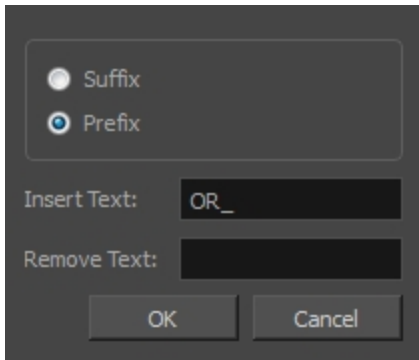 Suffix
Prefix
Insert Text: OR_
Remove Text:
OK Cancel